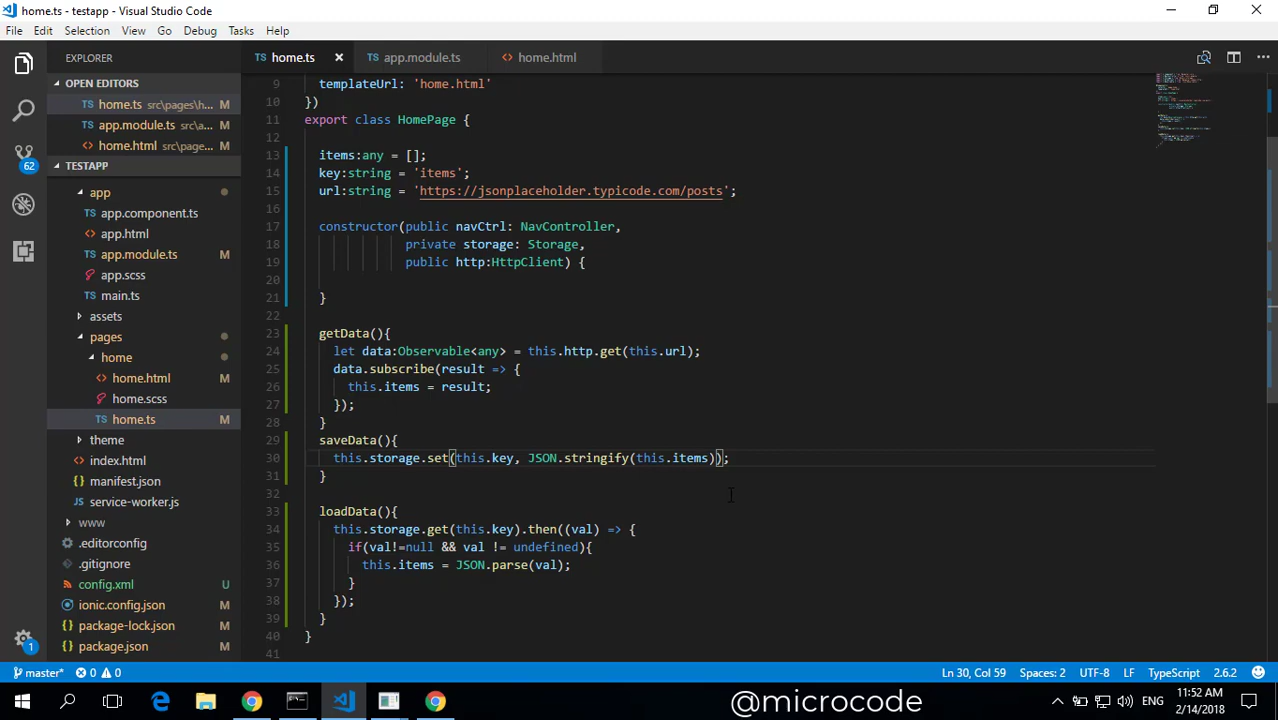 home.ts - testapp - Visual Studio Code
File Edit Selection View Go Debug Tasks Help
EXPLORER
OPEN EDITORS
TS home.ts src\pages\h... M
TS app.module.ts src\a... M
<> home.html src\page... M
TESTAPP
app
TS app.component.ts
<> app.html
TS app.module.ts M
app.scss
TS main.ts
assets
pages
home
<> home.html M
home.scss
TS home.ts M
theme
<> index.html
{} manifest.json
JS service-worker.js
www
.editorconfig
.gitignore
config.xml U
ionic.config.json M
{} package-lock.json M
{} package.json M
62
1
TS home.ts
TS app.module.ts
<> home.html
9 templateUrl: 'home.html'
10 })
11 export class HomePage {
12
13 items:any = [];
14 key:string = 'items';
15 url:string = 'https://jsonplaceholder.typicode.com/posts';
16
17 constructor(public navCtrl: NavController,
18 private storage: Storage,
19 public http:HttpClient) {
20
21 }
22
23 getData(){
24 let data:Observable<any> = this.http.get(this.url);
25 data.subscribe(result => {
26 this.items = result;
27 });
28 }
29 saveData(){
30 this.storage.set(this.key, JSON.stringify(this.items));
31 }
32
33 loadData(){
34 this.storage.get(this.key).then((val) => {
35 if(val!=null && val != undefined){
36 this.items = JSON.parse(val);
37 }
38 });
39 }
40 }
41
master* 0 0 Ln 30, Col 59 Spaces: 2 UTF-8 LF TypeScript 2.6.2
@microcode
ENG
11:52 AM
2/14/2018